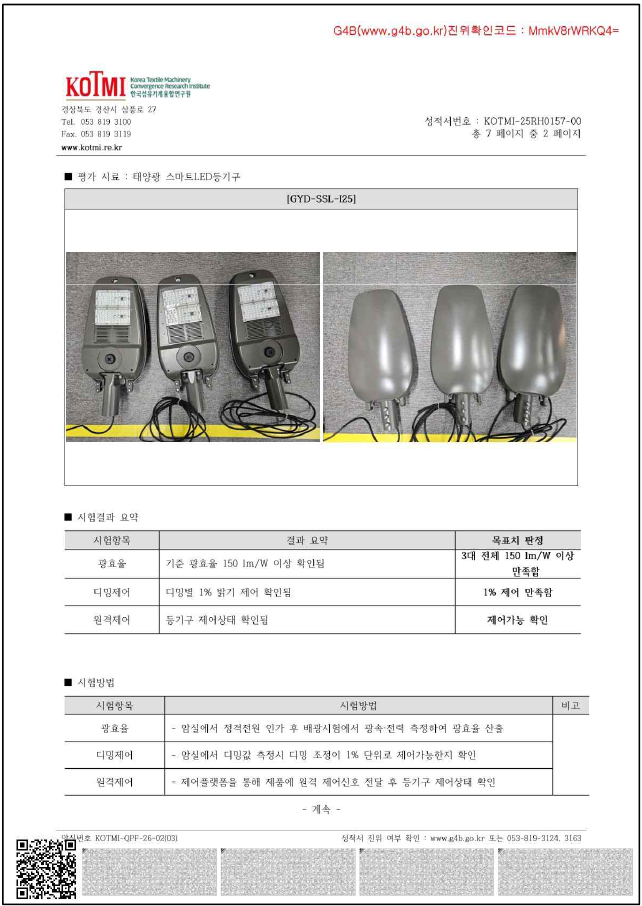 G4B(www.g4b.go.kr)진위확인코드 : MmkV8rWRKQ4=
KOTMI Korea Textile Machinery
Convergence Research Institute
한국섬유기계융합연구원
경상북도 경산시 삼풍로 27
Tel. 053 819 3100
Fax. 053 819 3119
www.kotmi.re.kr
성적서번호 : KOTMI-25RH0157-00
총 7 페이지 중 2 페이지
■ 평가 시료 : 태양광 스마트LED등기구
[GYD-SSL-I25]
■ 시험결과 요약
시험항목 결과 요약 목표치 판정
광효율 기준 광효율 150 lm/W 이상 확인됨 3대 전체 150 lm/W 이상
만족함
디밍제어 디밍별 1% 밝기 제어 확인됨 1% 제어 만족함
원격제어 등기구 제어상태 확인됨 제어가능 확인
■ 시험방법
시험항목 시험방법 비고
광효율 - 암실에서 정격전원 인가 후 배광시험에서 광속·전력 측정하여 광효율 산출
디밍제어 - 암실에서 디밍값 측정시 디밍 조정이 1% 단위로 제어가능한지 확인
원격제어 - 제어플랫폼을 통해 제품에 원격 제어신호 전달 후 등기구 제어상태 확인
- 계속 -
KOTMI-QPF-26-02(03)
성적서 진위 여부 확인 : www.g4b.go.kr 또는 053-819-3124, 3163